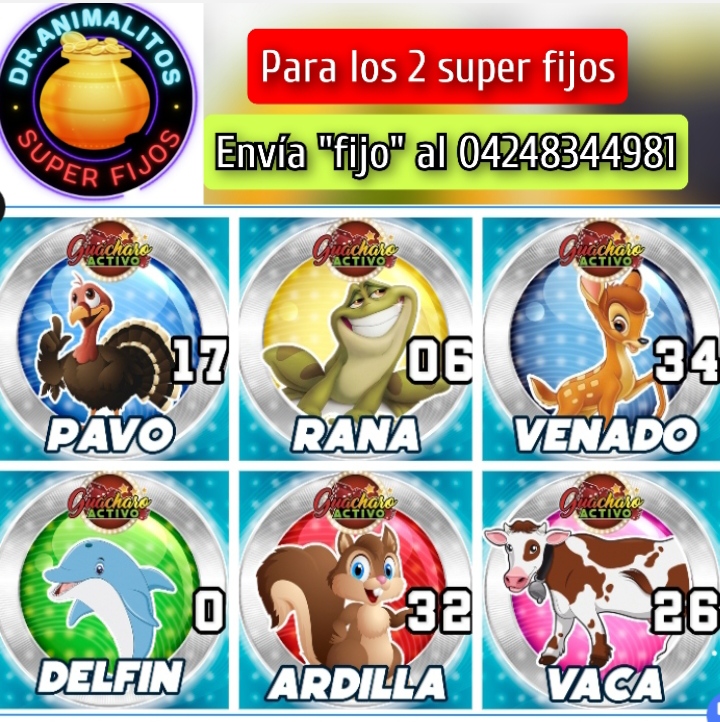 DR.ANIMALITOS
SUPER FIJOS
Para los 2 super fijos
Envía "fijo" al 04248344981
Guácharo
ACTIVO
17
PAVO
Guácharo
ACTIVO
06
RANA
Guácharo
ACTIVO
34
VENADO
Guácharo
ACTIVO
0
DELFIN
Guácharo
ACTIVO
32
ARDILLA
Guácharo
ACTIVO
26
VACA